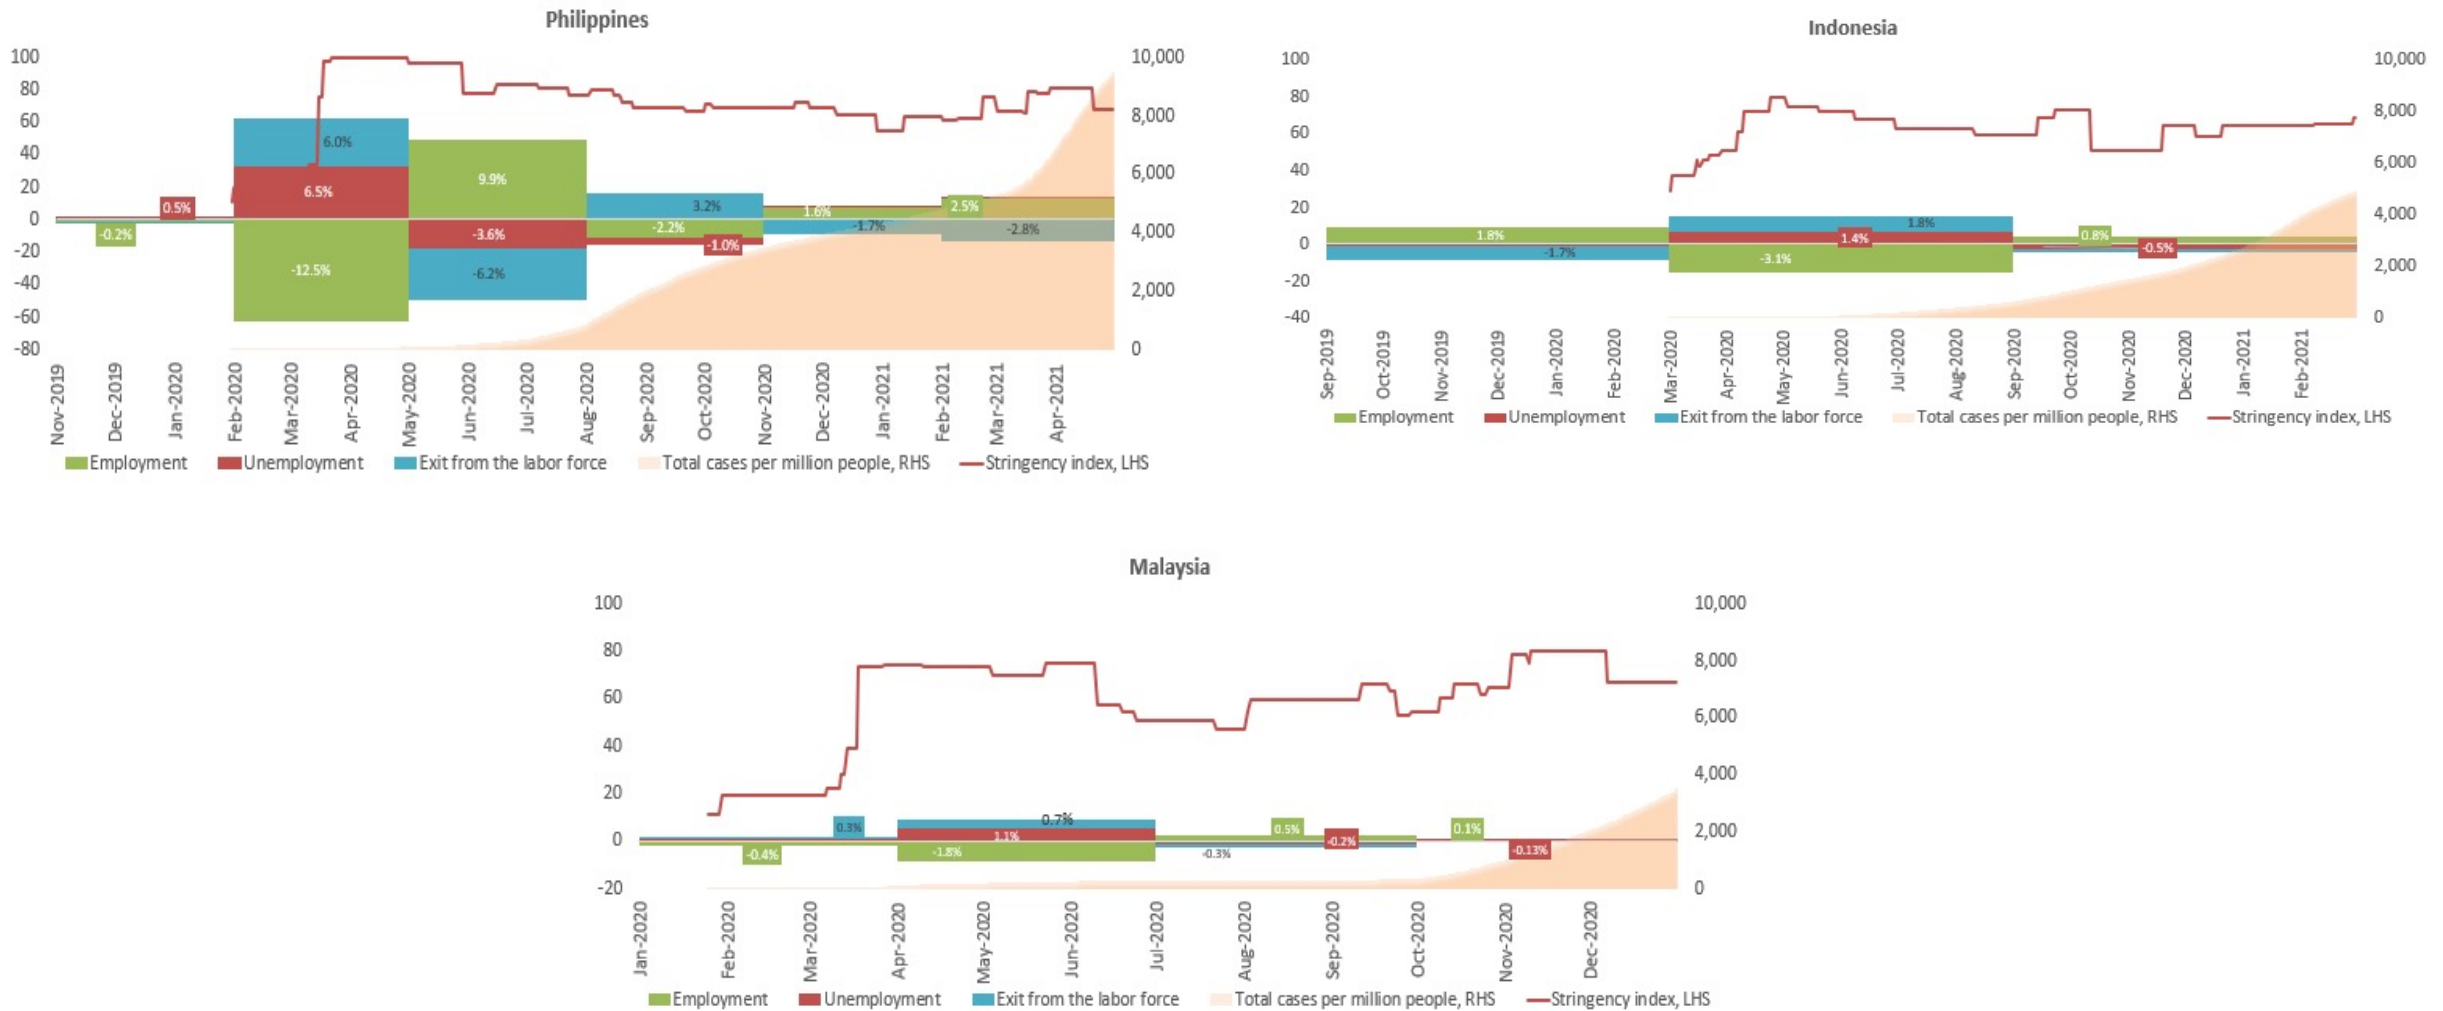 Philippines
100
80
60
40
20
0
-20
-40
-60
-80
10,000
8,000
6,000
4,000
2,000
0
6.0%
6.5%
-12.5%
0.5%
-0.2%
9.9%
-3.6%
-6.2%
3.2%
-2.2%
-1.0%
1.6%
-1.7%
2.5%
-2.8%
Nov-2019
Dec-2019
Jan-2020
Feb-2020
Mar-2020
Apr-2020
May-2020
Jun-2020
Jul-2020
Aug-2020
Sep-2020
Oct-2020
Nov-2020
Dec-2020
Jan-2021
Feb-2021
Mar-2021
Apr-2021
Employment Unemployment Exit from the labor force Total cases per million people, RHS Stringency index, LHS
Indonesia
100
80
60
40
20
0
-20
-40
10,000
8,000
6,000
4,000
2,000
0
1.8%
-1.7%
1.8%
1.4%
-3.1%
0.8%
-0.5%
Sep-2019
Oct-2019
Nov-2019
Dec-2019
Jan-2020
Feb-2020
Mar-2020
Apr-2020
May-2020
Jun-2020
Jul-2020
Aug-2020
Sep-2020
Oct-2020
Nov-2020
Dec-2020
Jan-2021
Feb-2021
Employment Unemployment Exit from the labor force Total cases per million people, RHS Stringency index, LHS
Malaysia
100
80
60
40
20
0
-20
10,000
8,000
6,000
4,000
2,000
0
0.3%
-0.4%
0.7%
1.1%
-1.8%
0.5%
-0.2%
-0.3%
0.1%
-0.13%
Jan-2020
Feb-2020
Mar-2020
Apr-2020
May-2020
Jun-2020
Jul-2020
Aug-2020
Sep-2020
Oct-2020
Nov-2020
Dec-2020
Employment Unemployment Exit from the labor force Total cases per million people, RHS Stringency index, LHS